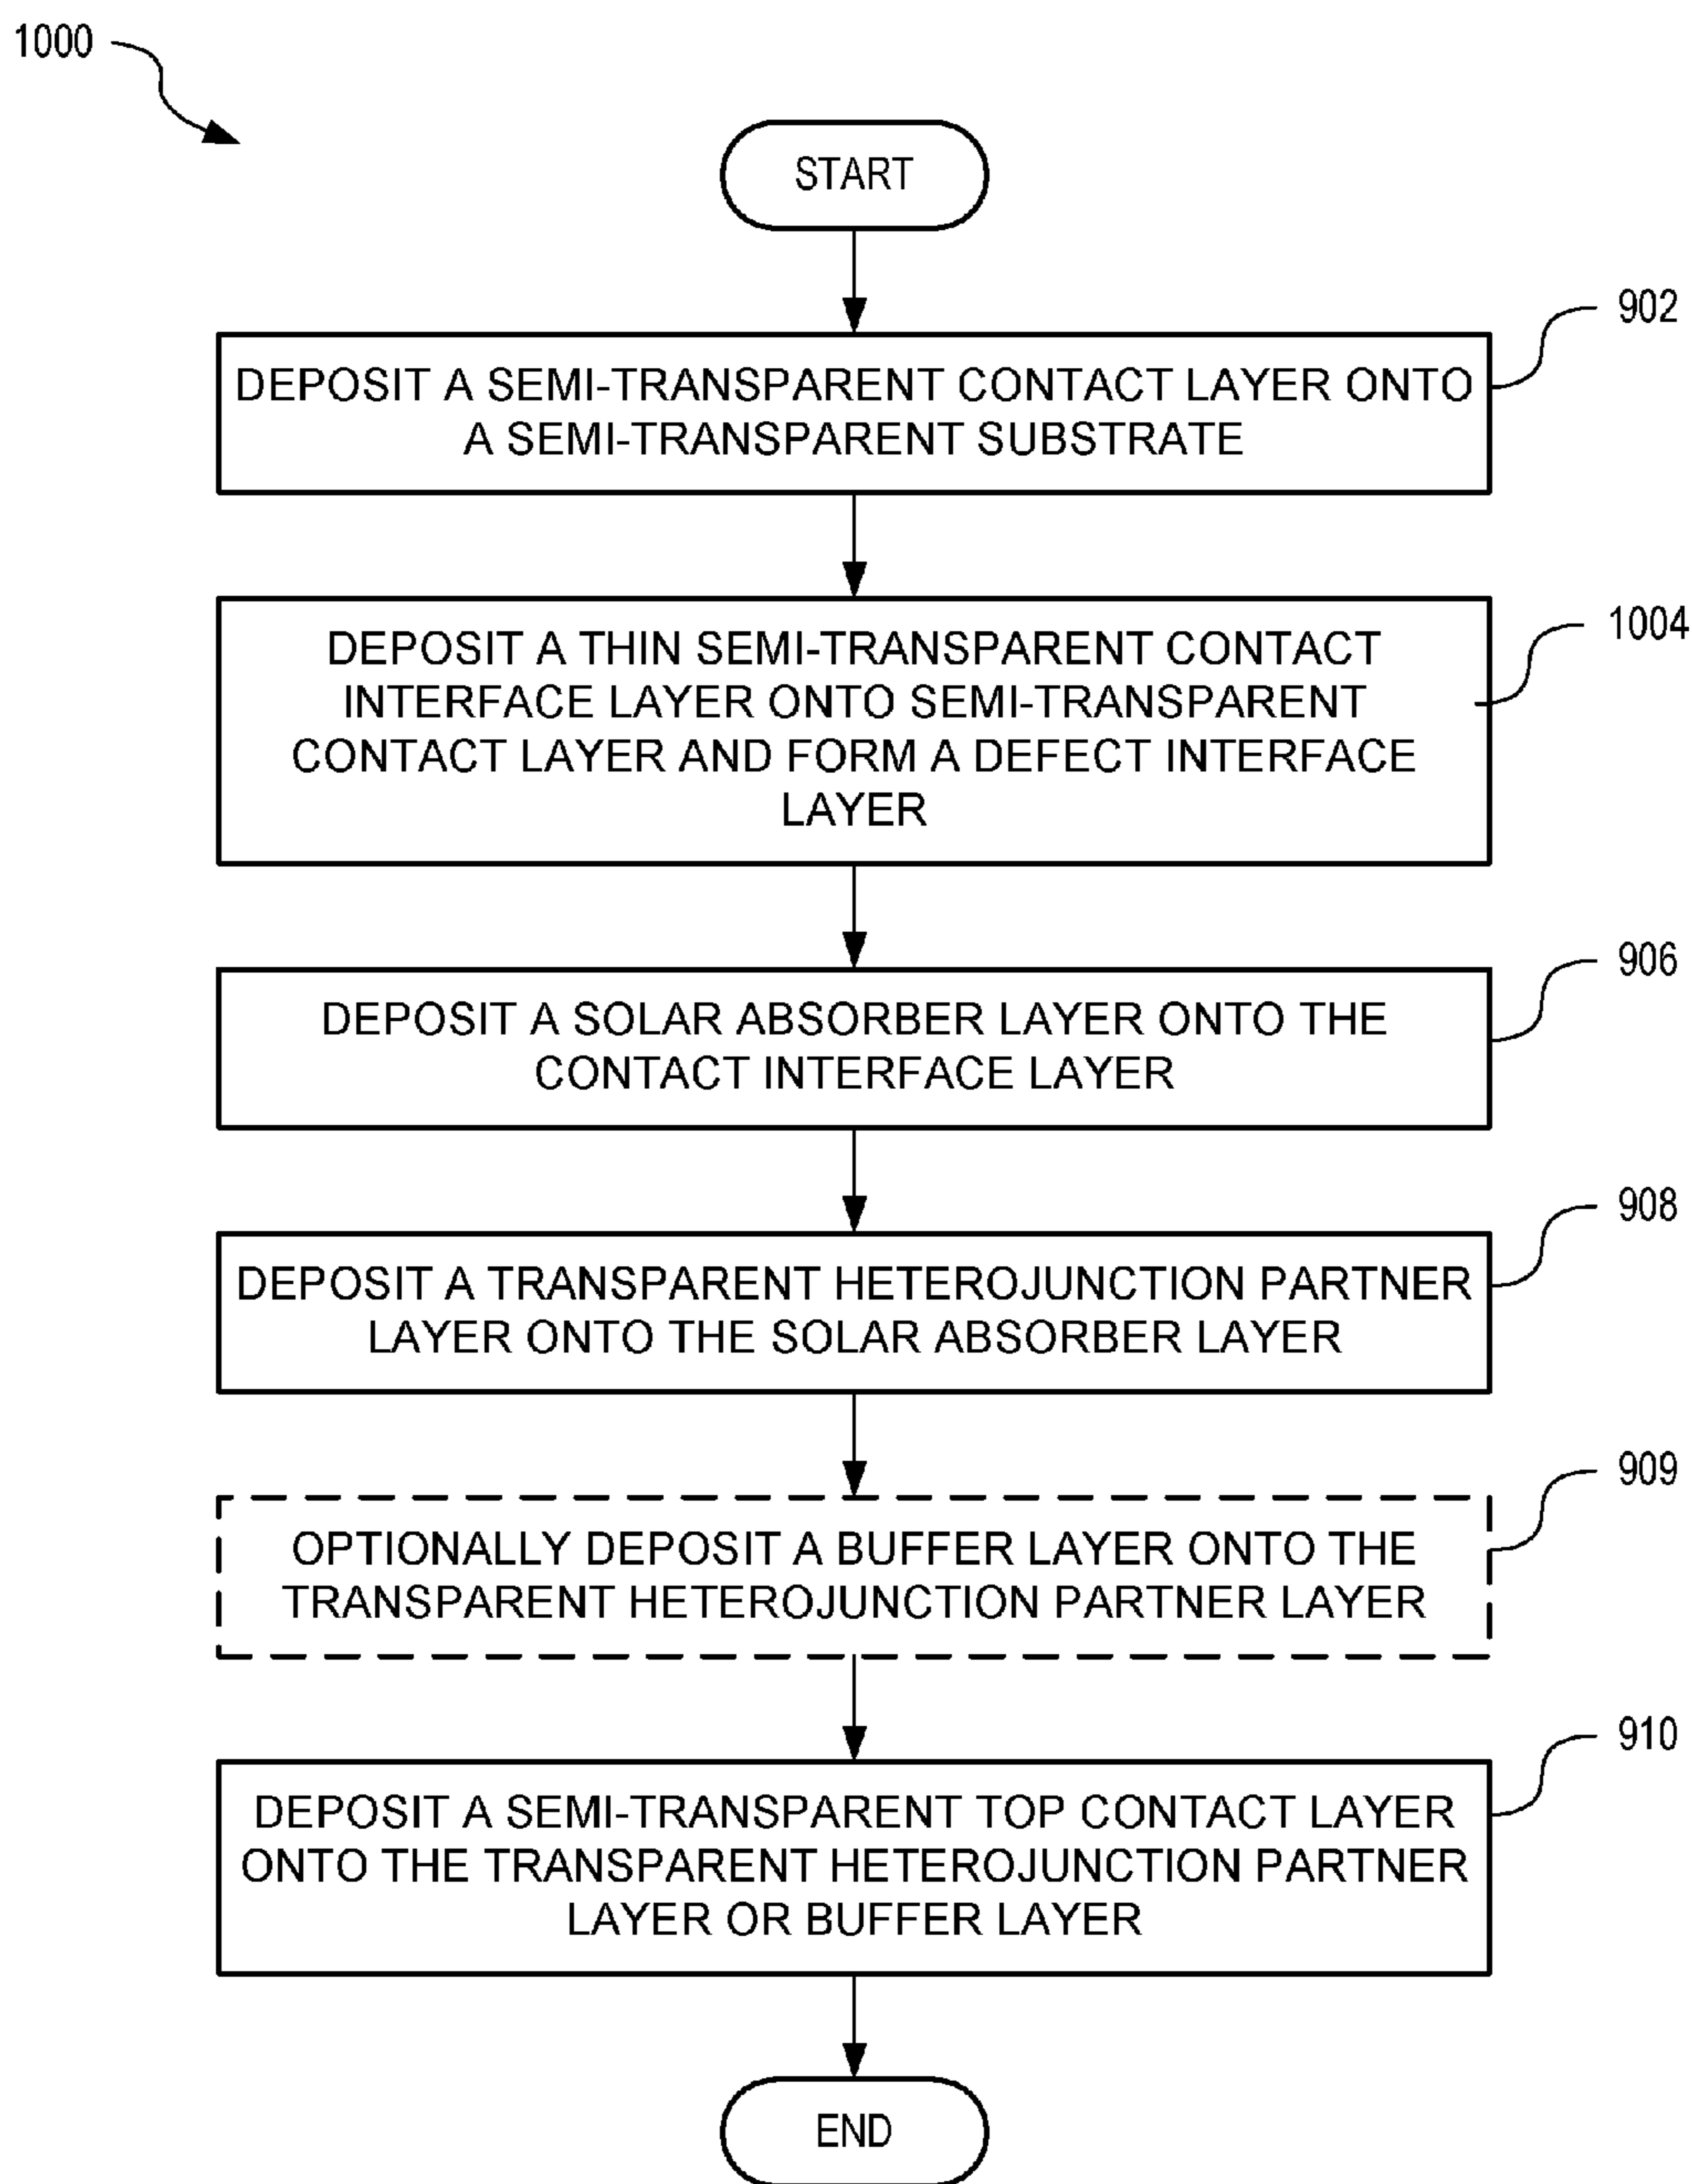 1000
START
902
DEPOSIT A SEMI-TRANSPARENT CONTACT LAYER ONTO
A SEMI-TRANSPARENT SUBSTRATE
1004
DEPOSIT A THIN SEMI-TRANSPARENT CONTACT
INTERFACE LAYER ONTO SEMI-TRANSPARENT
CONTACT LAYER AND FORM A DEFECT INTERFACE
LAYER
906
DEPOSIT A SOLAR ABSORBER LAYER ONTO THE
CONTACT INTERFACE LAYER
908
DEPOSIT A TRANSPARENT HETEROJUNCTION PARTNER
LAYER ONTO THE SOLAR ABSORBER LAYER
909
OPTIONALLY DEPOSIT A BUFFER LAYER ONTO THE
TRANSPARENT HETEROJUNCTION PARTNER LAYER
910
DEPOSIT A SEMI-TRANSPARENT TOP CONTACT LAYER
ONTO THE TRANSPARENT HETEROJUNCTION PARTNER
LAYER OR BUFFER LAYER
END